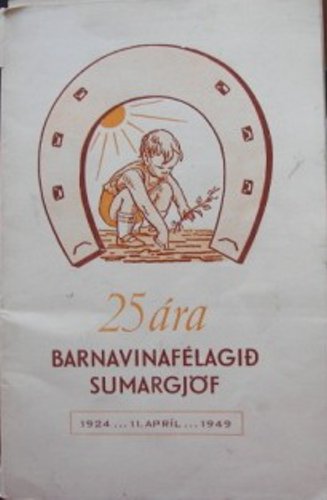 25 ára
BARNAVINAFÉLAGIÐ
SUMARGJÖF
1924 ... 11. APRÍL ... 1949